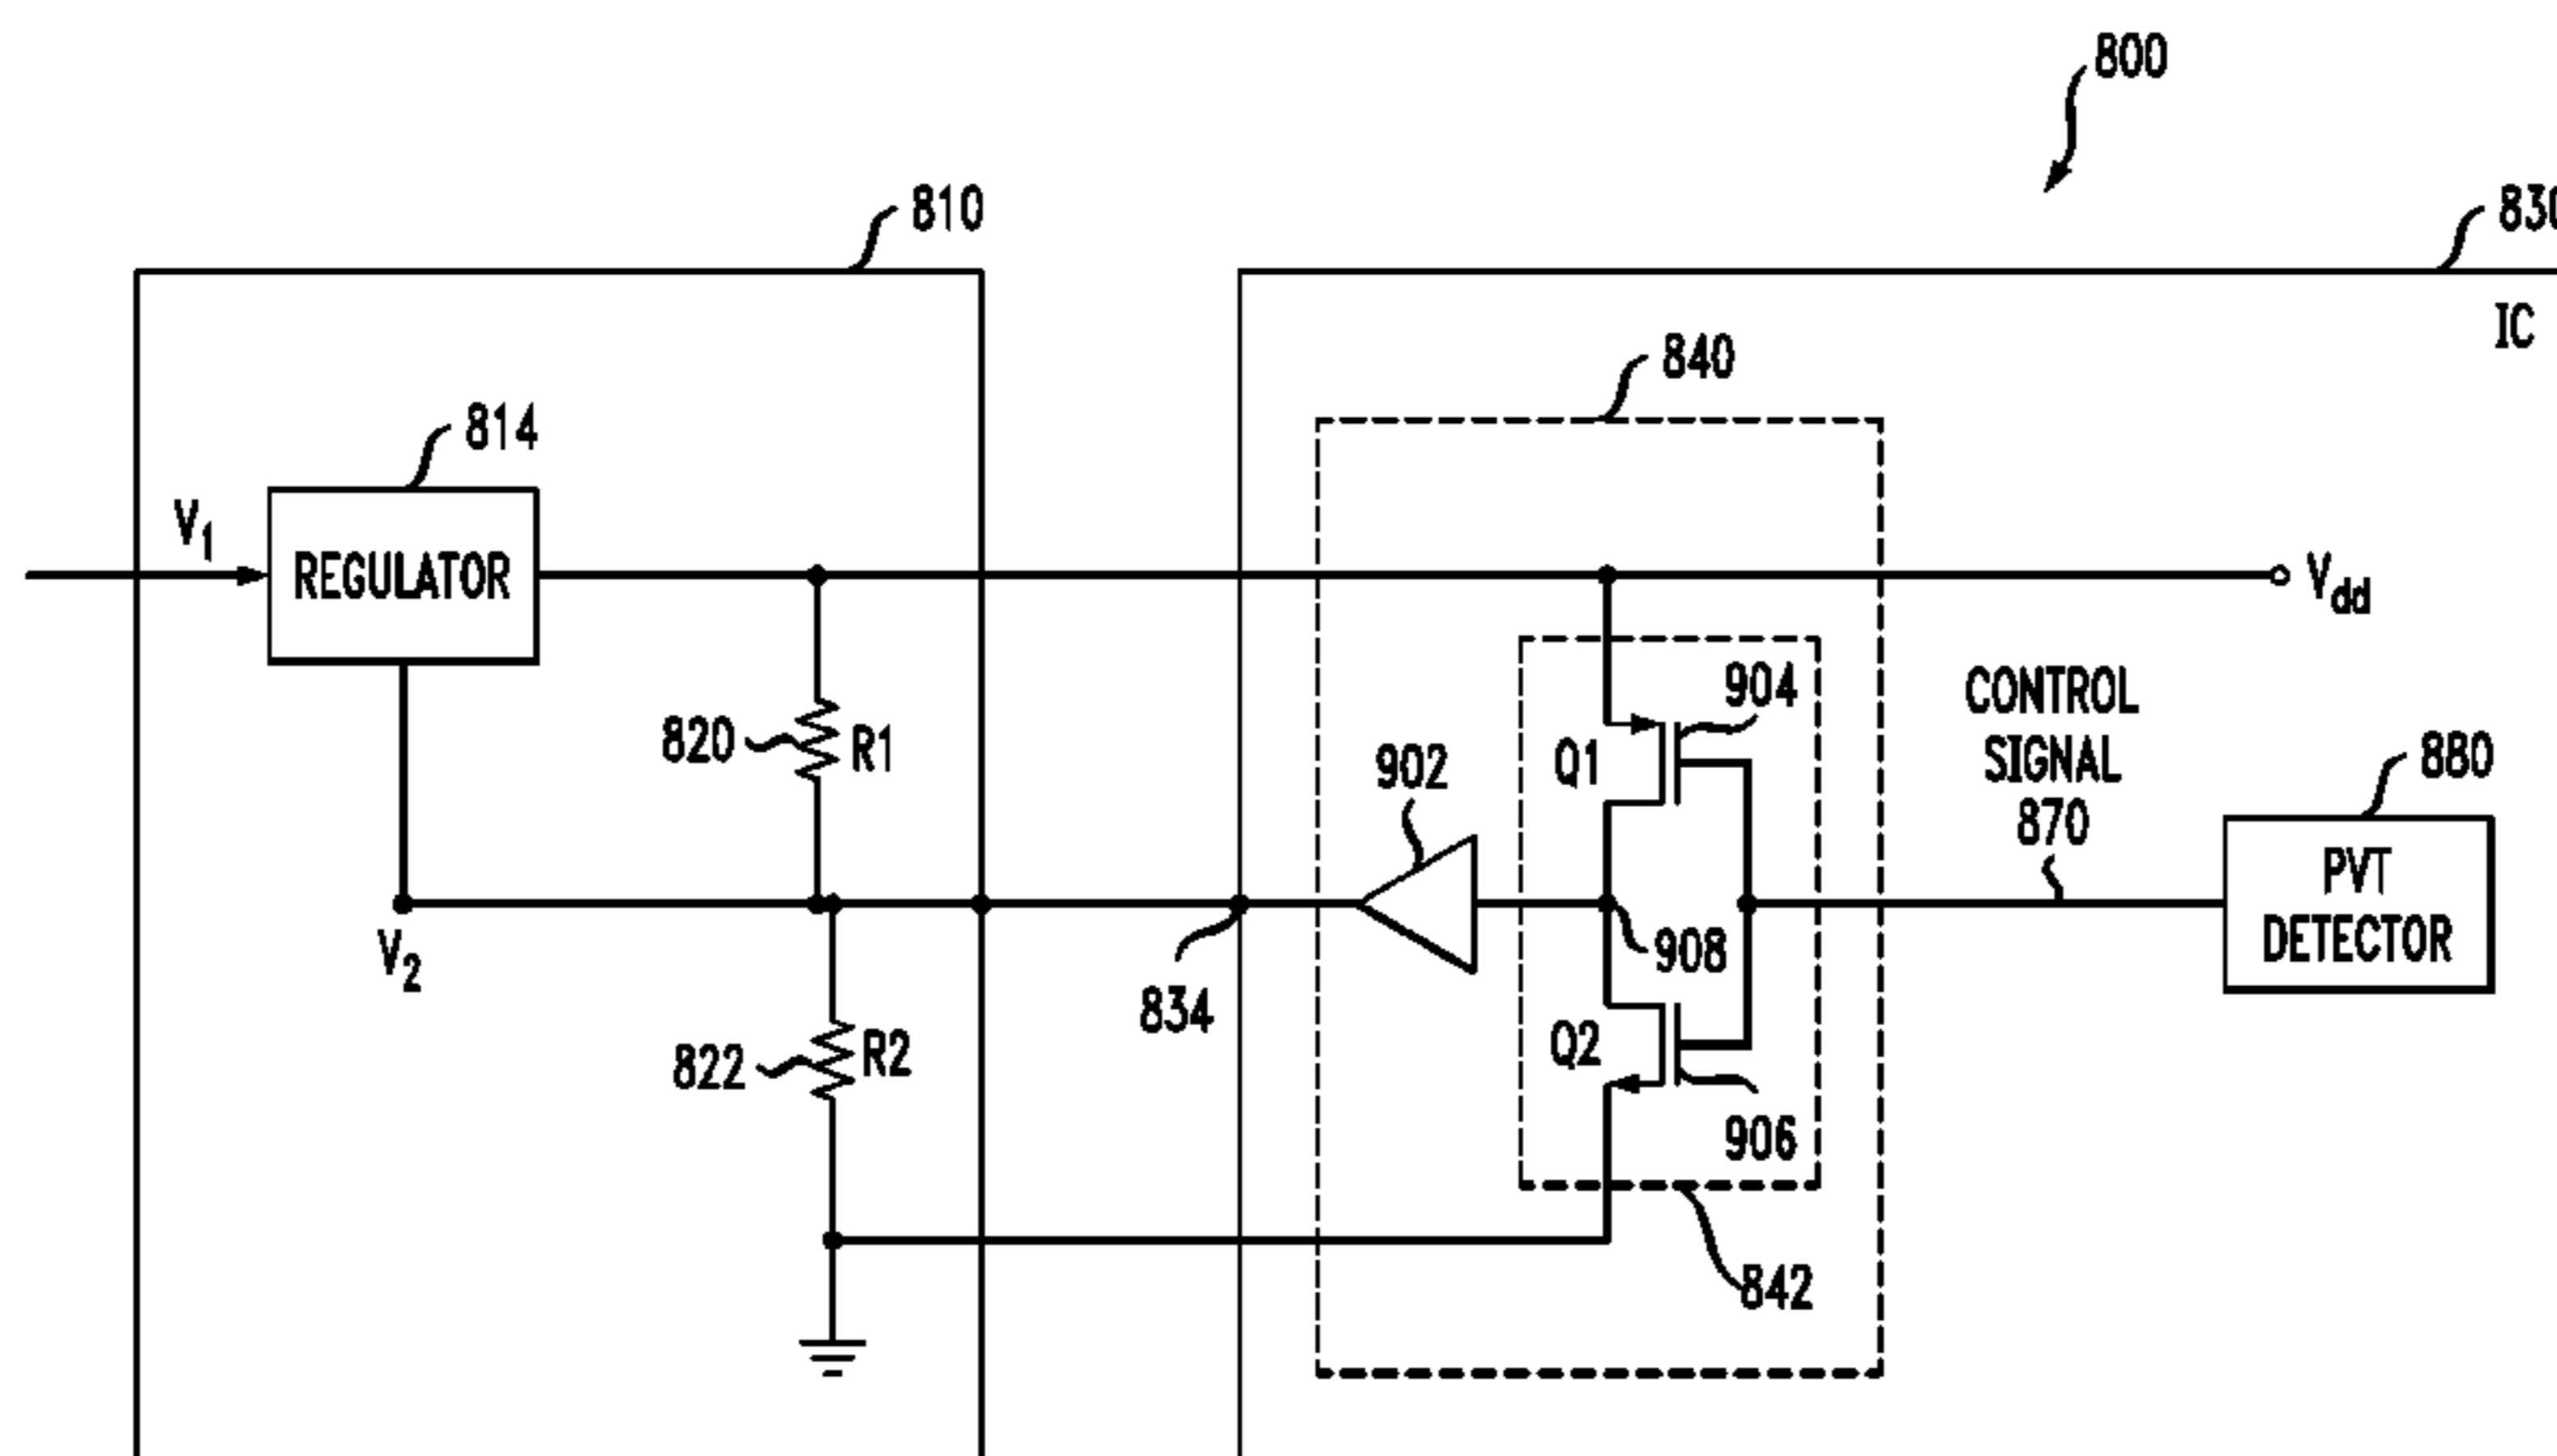 800
810
830
IC
840
814
V1
REGULATOR
Vdd
904
CONTROL
SIGNAL
870
820
R1
Q1
902
880
PVT
DETECTOR
V2
908
834
822
R2
Q2
906
842